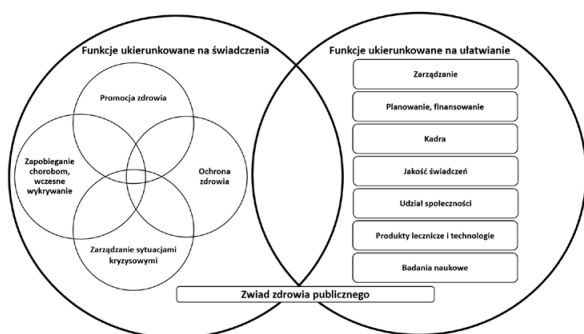 Funkcje ukierunkowane na świadczenia
Promocja zdrowia
Zapobieganie
chorobom,
wczesne
wykrywanie
Ochrona
zdrowia
Zarządzanie sytuacjami
kryzysowymi
Funkcje ukierunkowane na ułatwianie
Zarządzanie
Planowanie, finansowanie
Kadra
Jakość świadczeń
Udział społeczności
Produkty lecznicze i technologie
Badania naukowe
Zwiad zdrowia publicznego